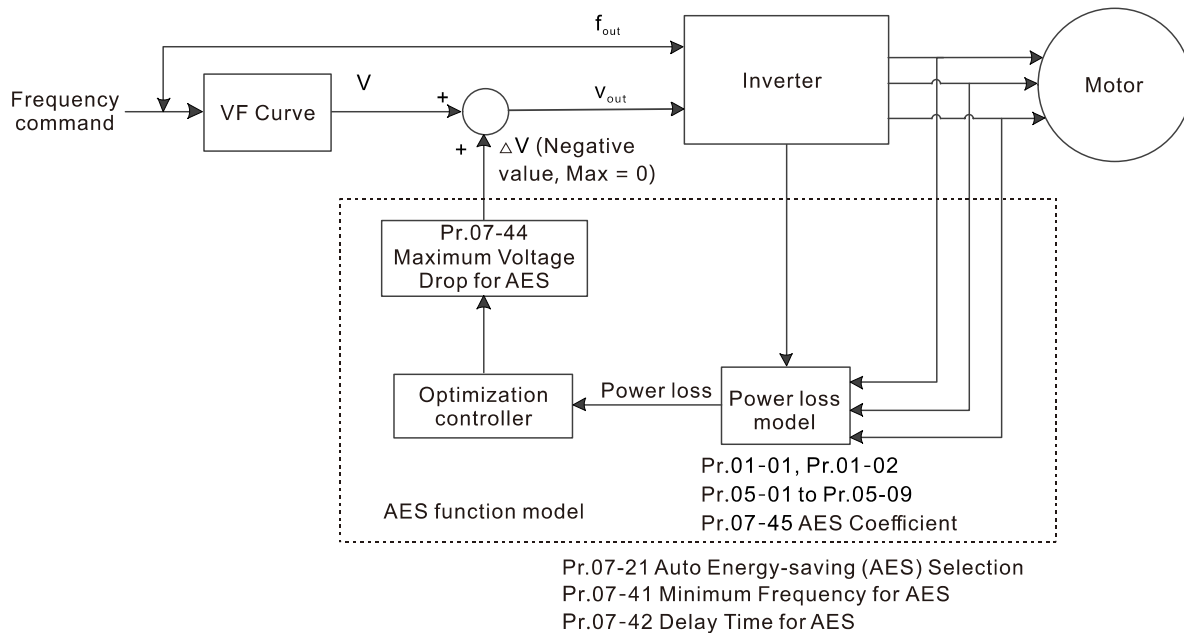 f out
Inverter
Motor
Frequency
command
VF Curve
V
+
v out
+
△V (Negative
value, Max = 0)
Pr.07-44
Maximum Voltage
Drop for AES
Optimization
controller
Power loss
Power loss
model
Pr.01-01, Pr.01-02
Pr.05-01 to Pr.05-09
Pr.07-45 AES Coefficient
AES function model
Pr.07-21 Auto Energy-saving (AES) Selection
Pr.07-41 Minimum Frequency for AES
Pr.07-42 Delay Time for AES